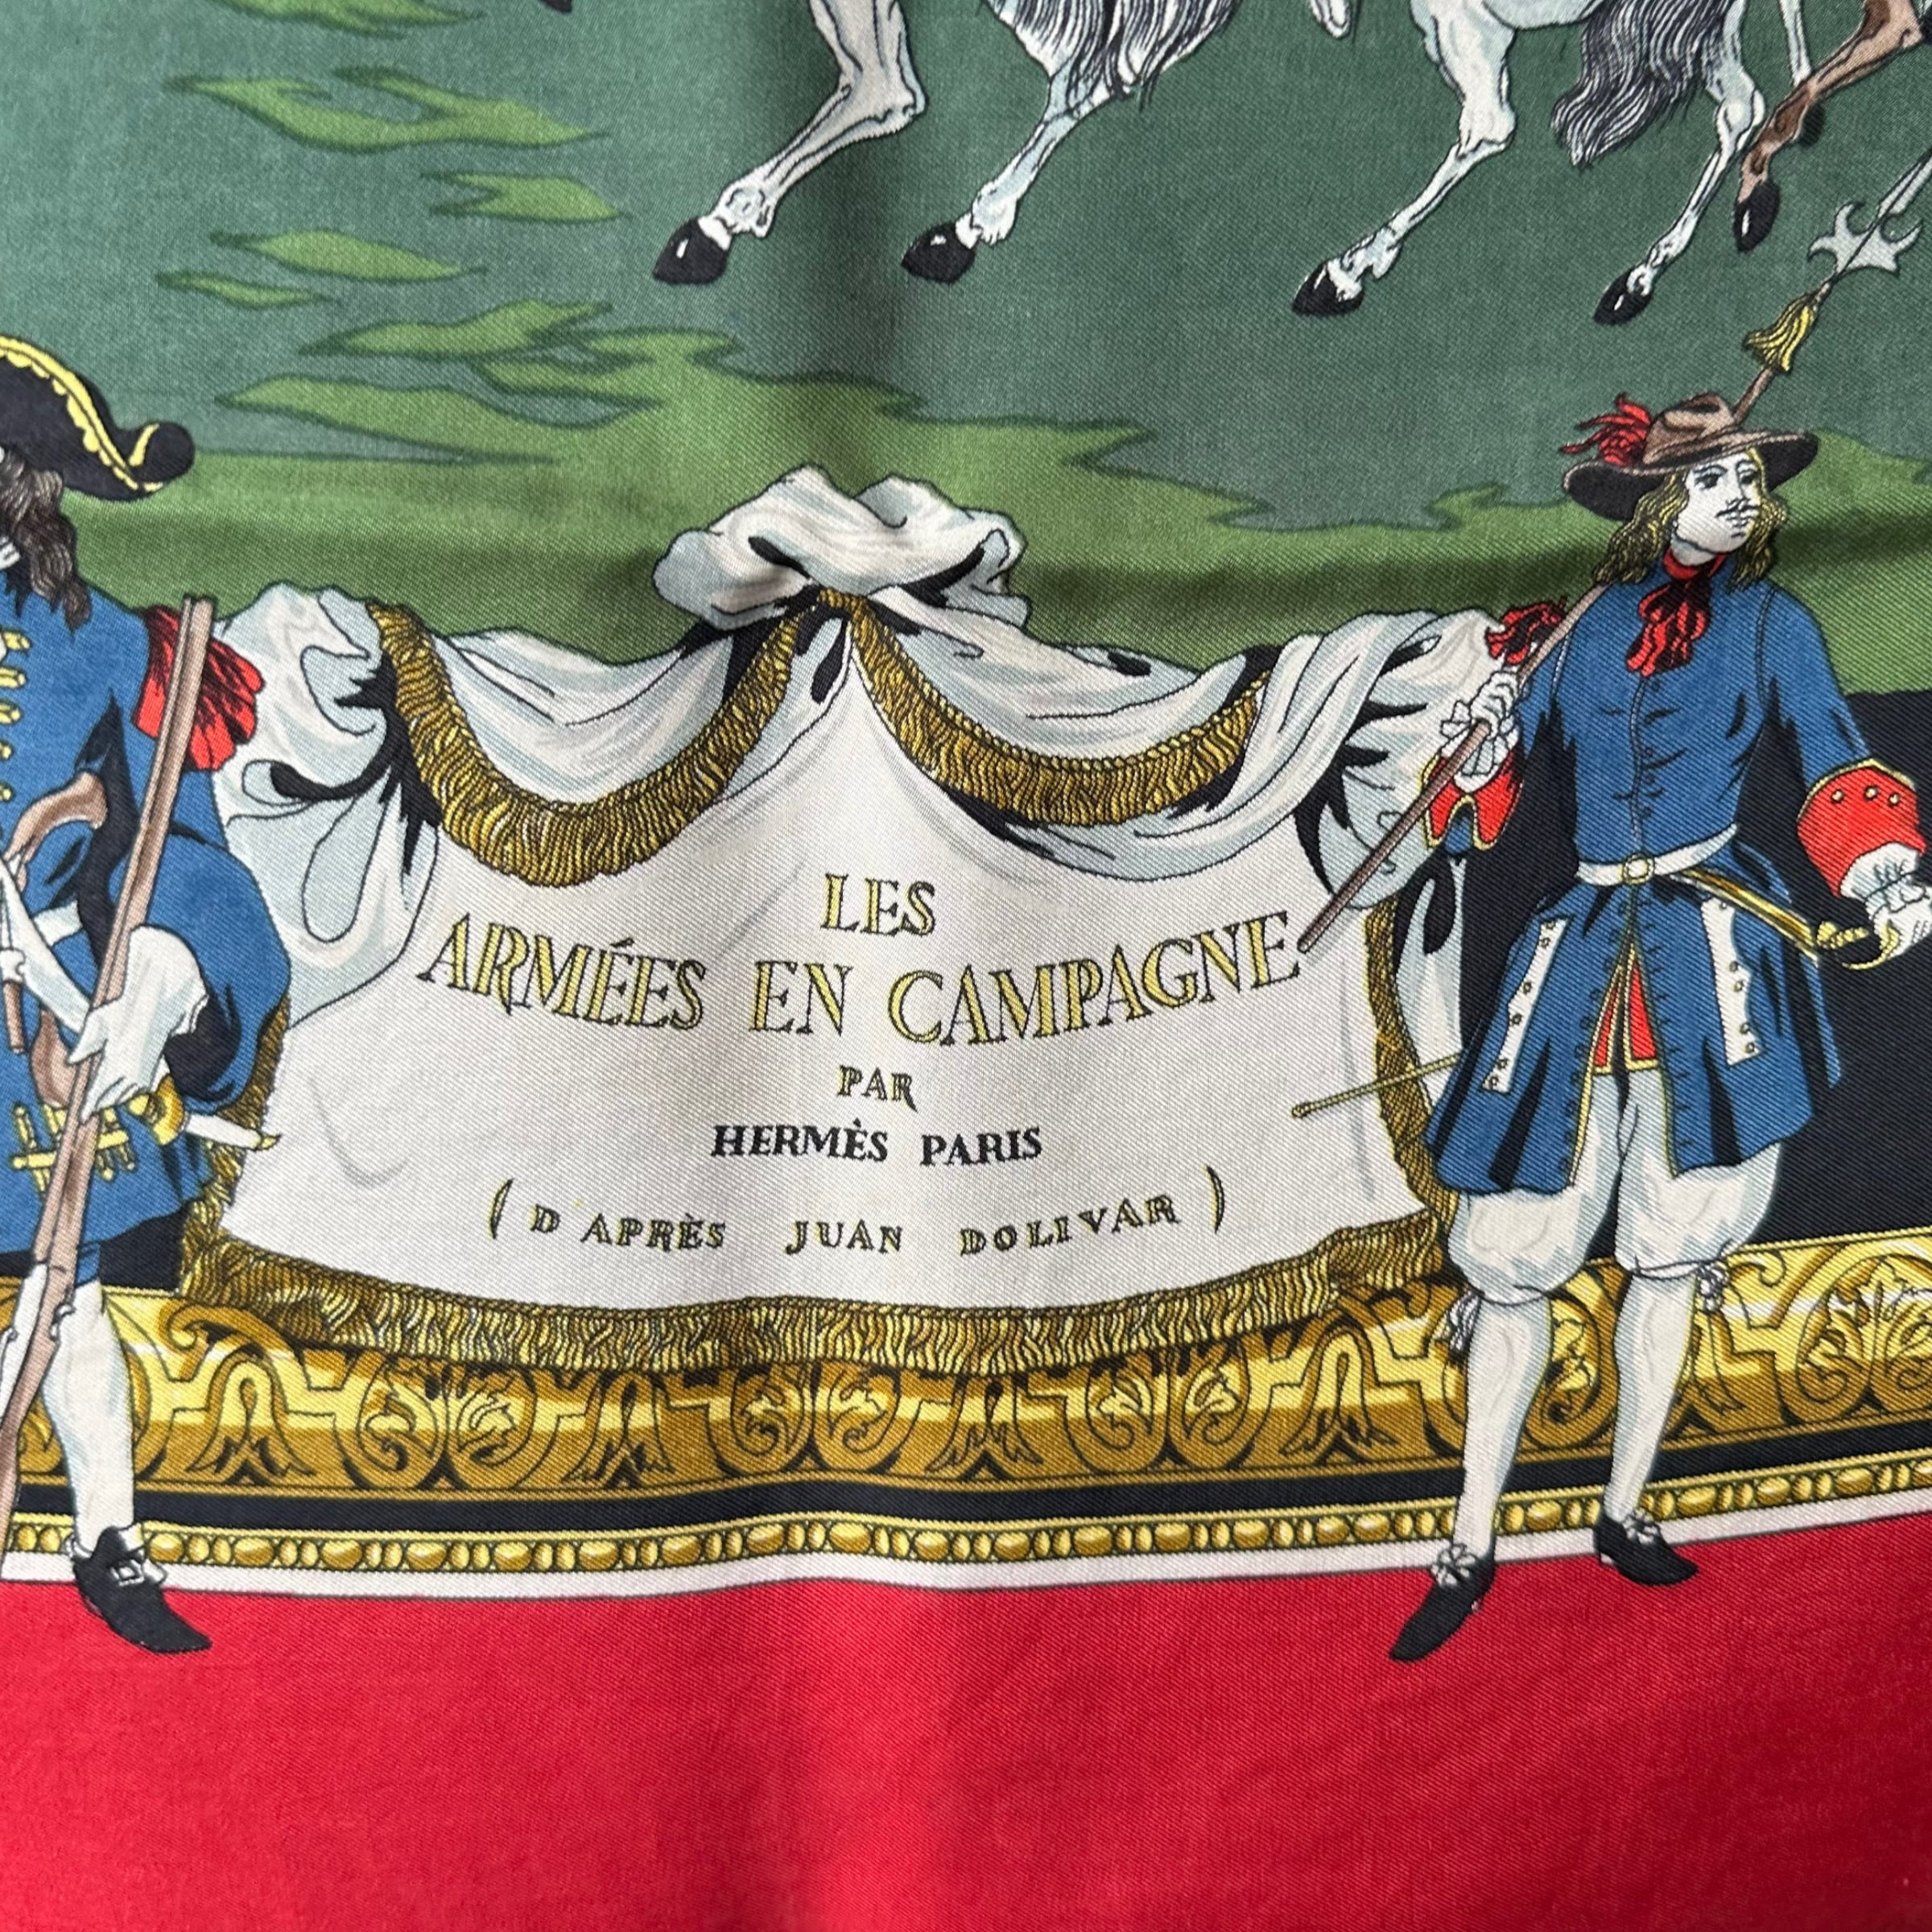 LES
ARMÉES EN CAMPAGNE
PAR
HERMÈS PARIS
(D'APRÈS JUAN DOLIVAR)